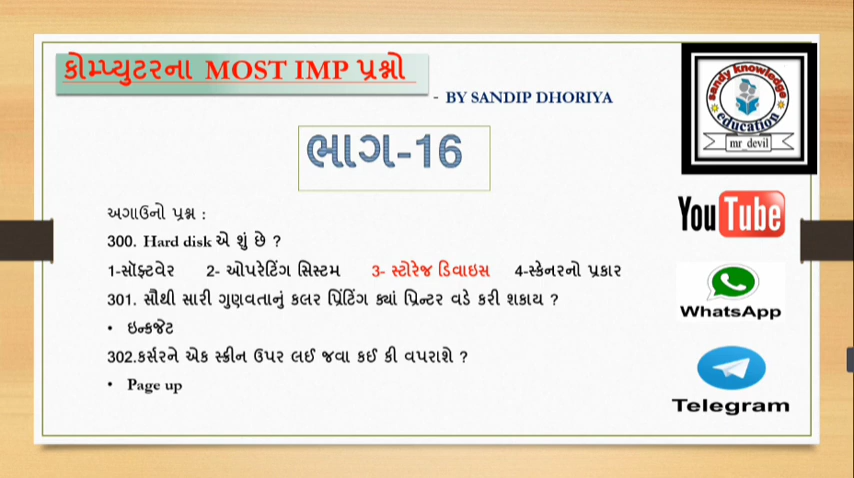 કોમ્પ્યુટરના MOST IMP પ્રશ્નો
- BY SANDIP DHORIYA
sandy knowledge
education
mr_devil
ભાગ-16
YouTube
અગાઉનો પ્રશ્ન :
300. Hard disk એ શું છે ?
1-સૉફ્ટવેર 2- ઓપરેટિંગ સિસ્ટમ 3- સ્ટોરેજ ડિવાઇસ 4-સ્કેનરનો પ્રકાર
301. સૌથી સારી ગુણવતાનું કલર પ્રિંટિંગ ક્યાં પ્રિન્ટર વડે કરી શકાય ?
• ઇન્કજેટ
WhatsApp
302.કર્સરને એક સ્ક્રીન ઉપર લઈ જવા કઈ કી વપરાશે ?
• Page up
Telegram